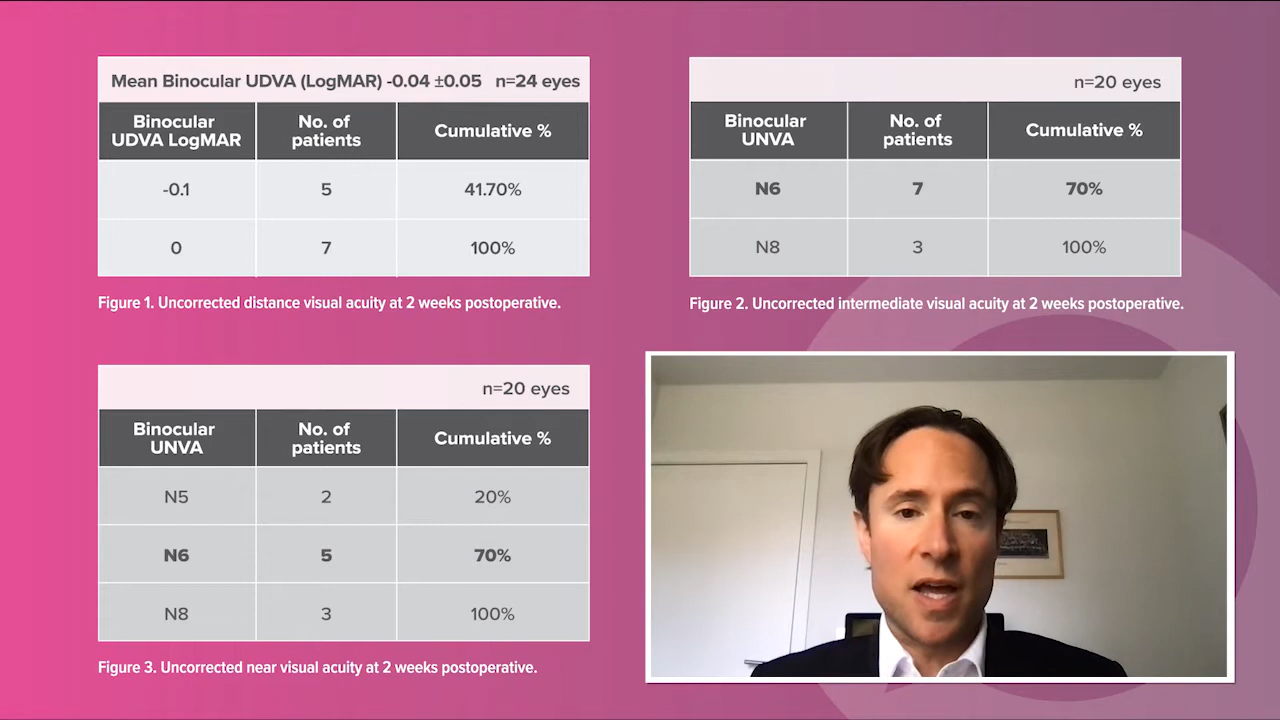 Mean Binocular UDVA (LogMAR) -0.04 ±0.05 n=24 eyes
Binocular UDVA LogMAR No. of patients Cumulative %
-0.1 5 41.70%
0 7 100%
Figure 1. Uncorrected distance visual acuity at 2 weeks postoperative.
n=20 eyes
Binocular UNVA No. of patients Cumulative %
N6 7 70%
N8 3 100%
Figure 2. Uncorrected intermediate visual acuity at 2 weeks postoperative.
n=20 eyes
Binocular UNVA No. of patients Cumulative %
N5 2 20%
N6 5 70%
N8 3 100%
Figure 3. Uncorrected near visual acuity at 2 weeks postoperative.